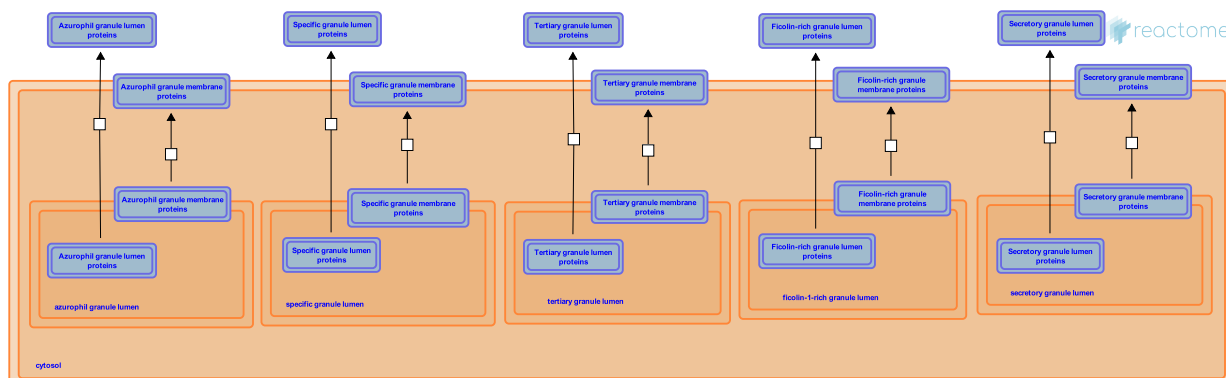 Azurophil granule lumen
proteins
Specific granule lumen
proteins
Tertiary granule lumen
proteins
Ficolin-rich granule lumen
proteins
Secretory granule lumen
proteins
reactome
Azurophil granule membrane
proteins
Specific granule membrane
proteins
Tertiary granule membrane
proteins
Ficolin-rich granule
membrane proteins
Secretory granule membrane
proteins
Azurophil granule membrane
proteins
Specific granule membrane
proteins
Tertiary granule membrane
proteins
Ficolin-rich granule
membrane proteins
Secretory granule membrane
proteins
Azurophil granule lumen
proteins
Specific granule lumen
proteins
Tertiary granule lumen
proteins
Ficolin-rich granule lumen
proteins
Secretory granule lumen
proteins
azurophil granule lumen
specific granule lumen
tertiary granule lumen
ficolin-1-rich granule lumen
secretory granule lumen
cytosol